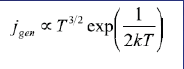 j_gen ∝ T^{3/2} exp(1/2kT)